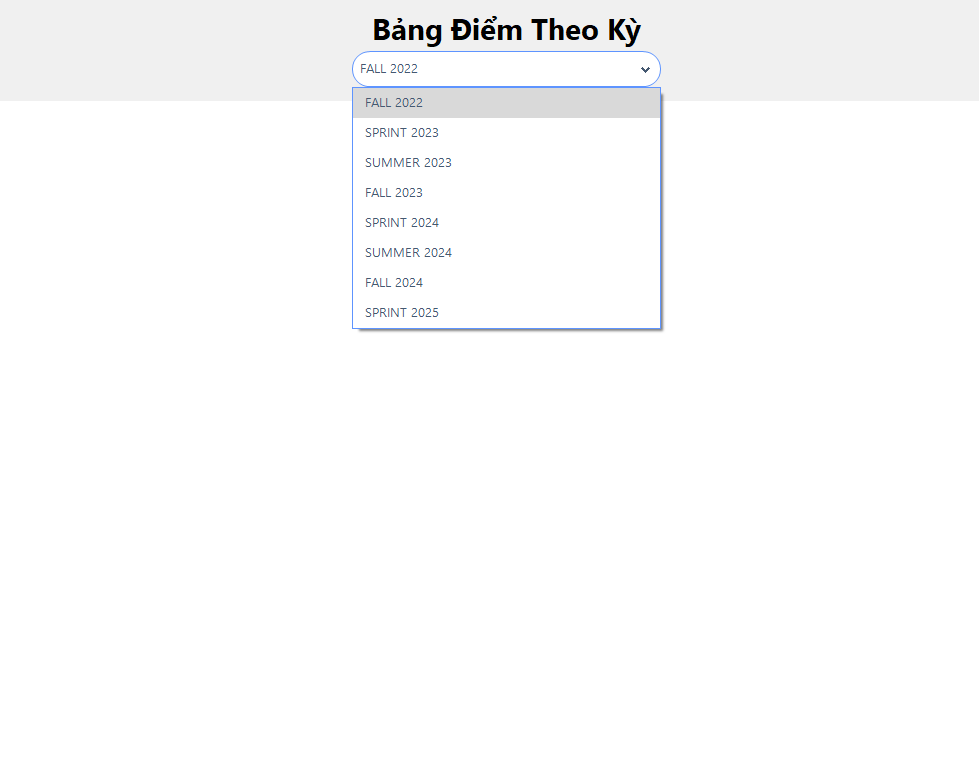 Bảng Điểm Theo Kỳ
FALL 2022
FALL 2022
SPRINT 2023
SUMMER 2023
FALL 2023
SPRINT 2024
SUMMER 2024
FALL 2024
SPRINT 2025